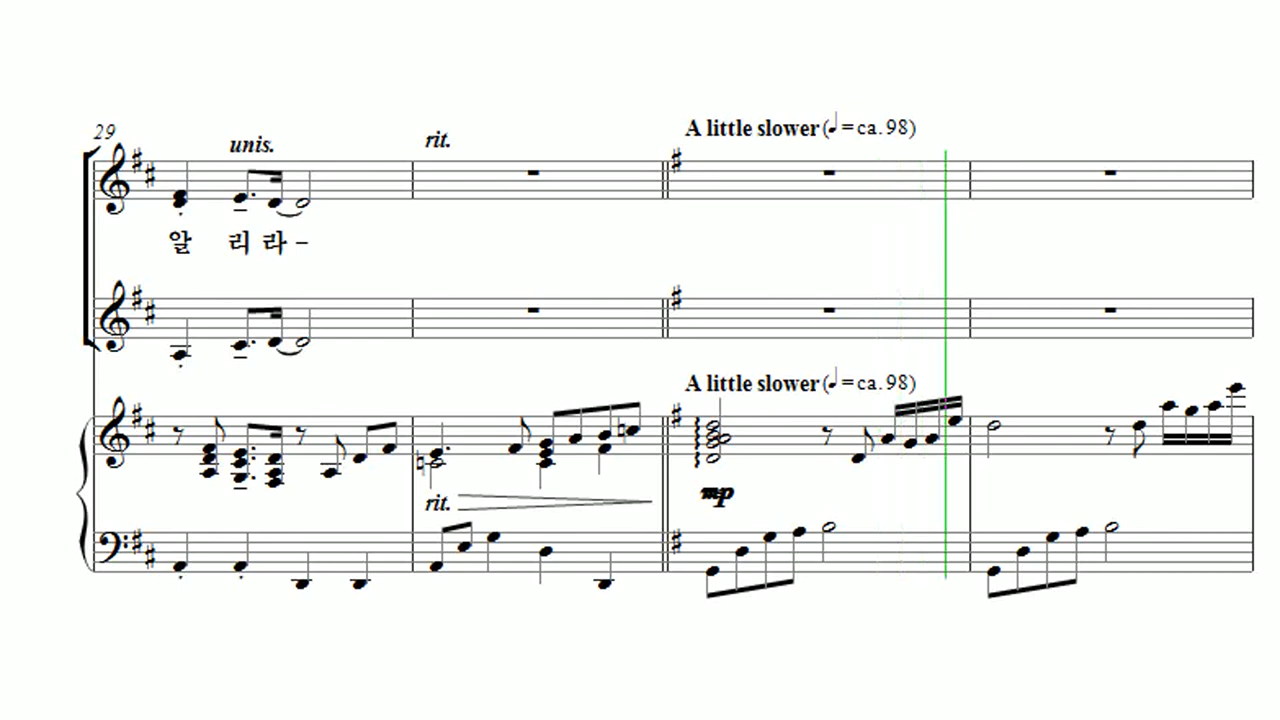 A little slower (♩=ca.98)
29
unis.
rit.
알 리 라 –
A little slower (♩=ca.98)
rit.
mp